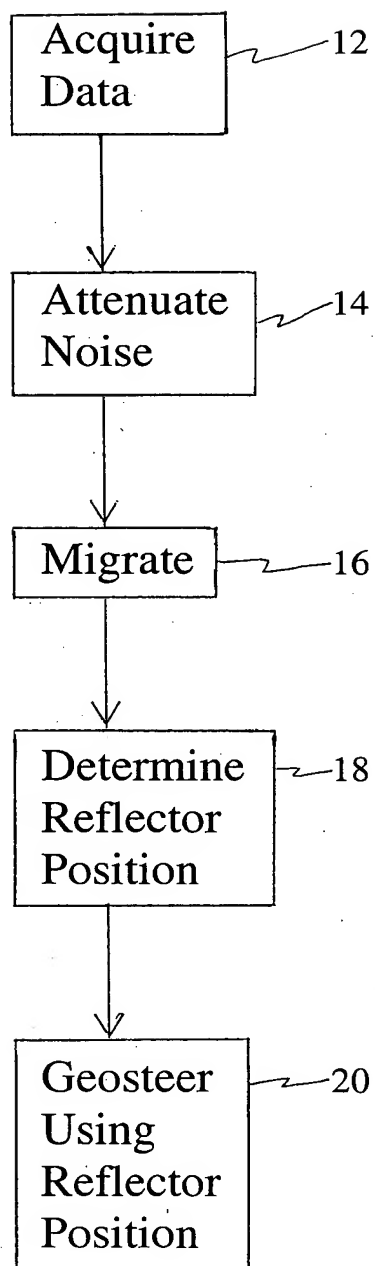 Acquire
Data
12
Attenuate
Noise
14
Migrate
16
Determine
Reflector
Position
18
Geosteer
Using
Reflector
Position
20